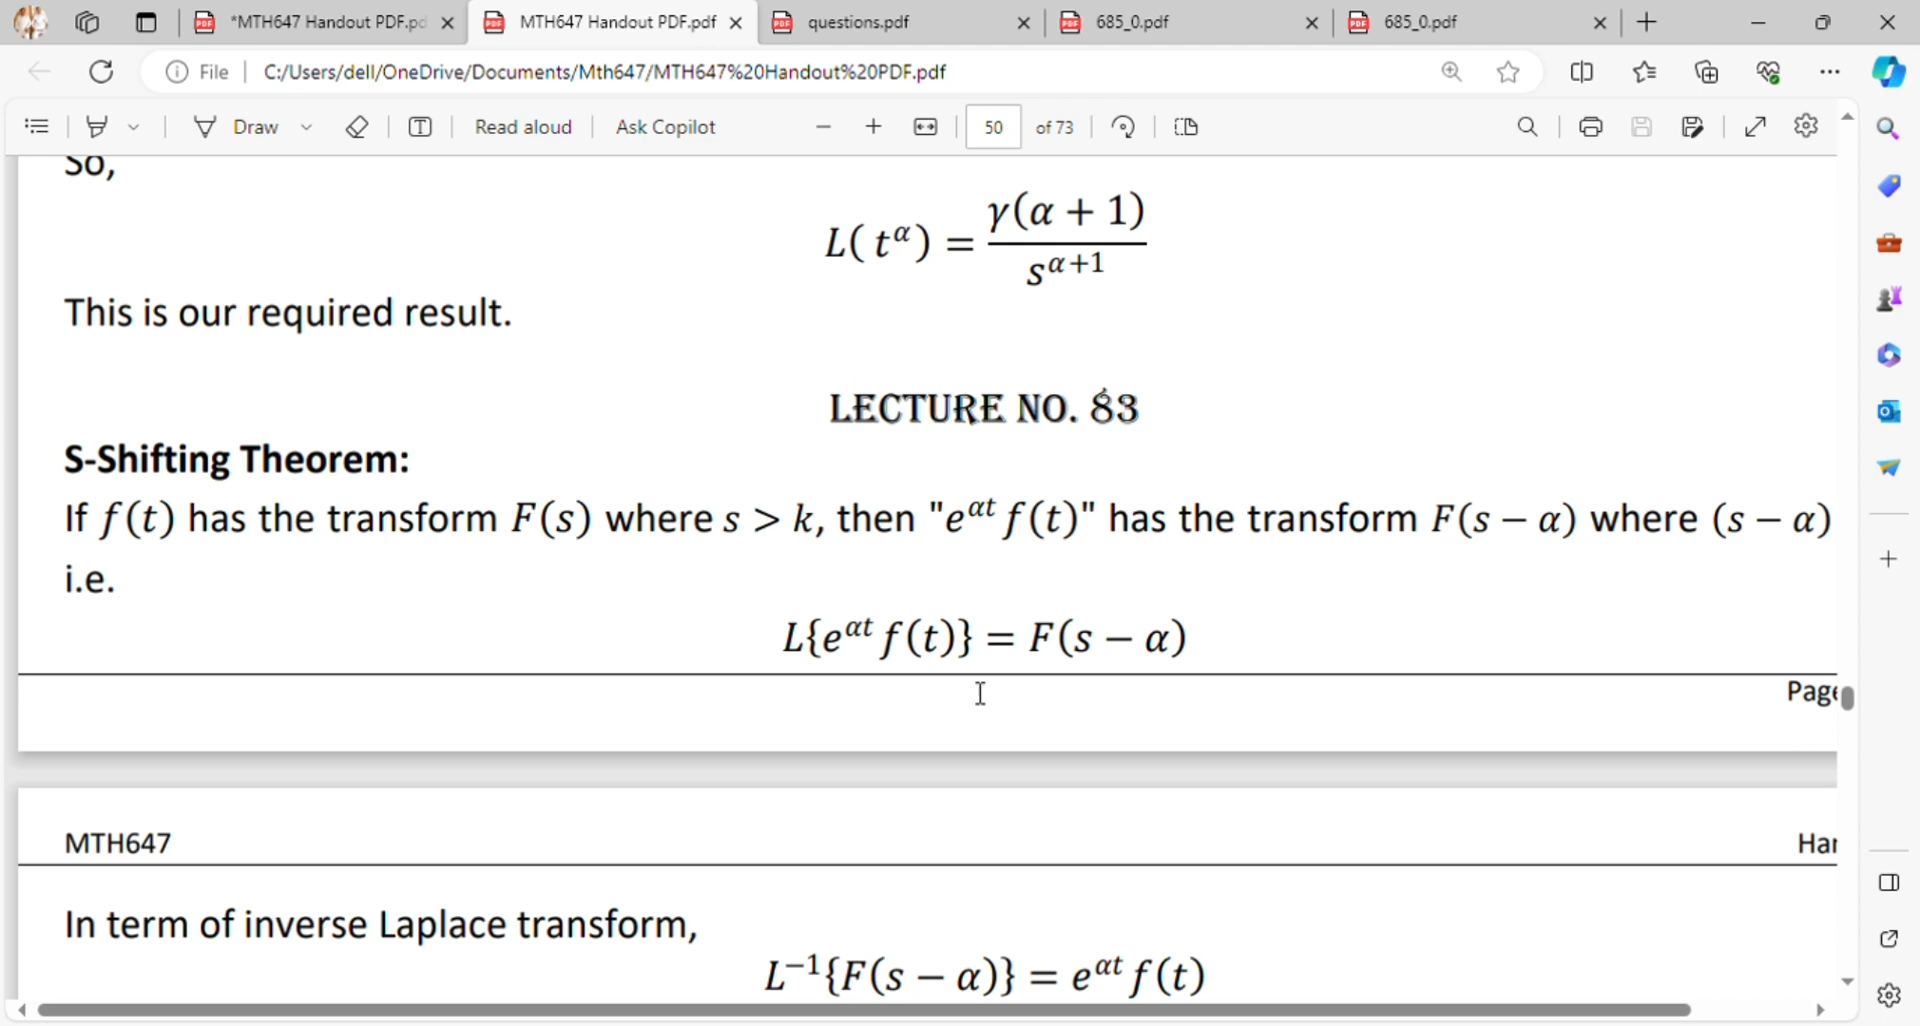 *MTH647 Handout PDF.pd
MTH647 Handout PDF.pdf
questions.pdf
685_0.pdf
685_0.pdf
File
C:/Users/dell/OneDrive/Documents/Mth647/MTH647%20Handout%20PDF.pdf
Draw
Read aloud
Ask Copilot
50 of 73
So,
L( t^α) = γ(α + 1) / s^(α+1)
This is our required result.
LECTURE NO. 83
S-Shifting Theorem:
If f(t) has the transform F(s) where s > k, then "e^αt f(t)" has the transform F(s − α) where (s − α)
i.e.
L{e^αt f(t)} = F(s − α)
Page
MTH647
Han
In term of inverse Laplace transform,
L^−1{F(s − α)} = e^αt f(t)